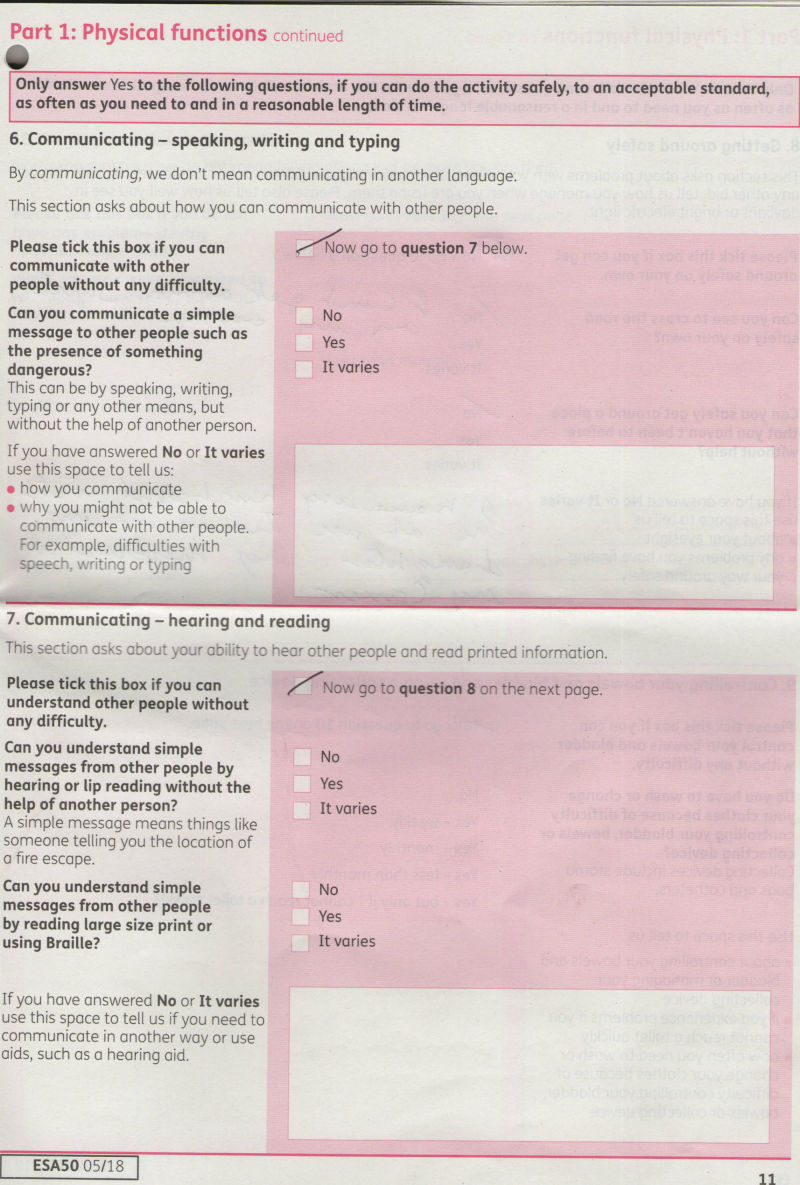 Part 1: Physical functions continued
Only answer Yes to the following questions, if you can do the activity safely, to an acceptable standard,
as often as you need to and in a reasonable length of time.
6. Communicating – speaking, writing and typing
By communicating, we don't mean communicating in another language.
This section asks about how you can communicate with other people.
Please tick this box if you can
communicate with other
people without any difficulty.
Now go to question 7 below.
Can you communicate a simple
message to other people such as
the presence of something
dangerous?
This can be by speaking, writing,
typing or any other means, but
without the help of another person.
No
Yes
It varies
If you have answered No or It varies
use this space to tell us:
• how you communicate
• why you might not be able to
communicate with other people.
For example, difficulties with
speech, writing or typing
7. Communicating – hearing and reading
This section asks about your ability to hear other people and read printed information.
Please tick this box if you can
understand other people without
any difficulty.
Now go to question 8 on the next page.
Can you understand simple
messages from other people by
hearing or lip reading without the
help of another person?
A simple message means things like
someone telling you the location of
a fire escape.
No
Yes
It varies
Can you understand simple
messages from other people
by reading large size print or
using Braille?
No
Yes
It varies
If you have answered No or It varies
use this space to tell us if you need to
communicate in another way or use
aids, such as a hearing aid.
ESA50 05/18
11